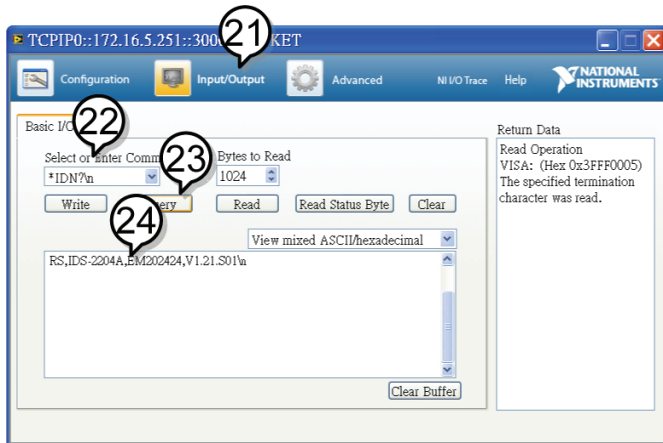 TCPIP0::172.16.5.251::300 KET
21
Configuration Input/Output Advanced NI I/O Trace Help NATIONAL INSTRUMENTS
Basic I/O
22
Return Data
Select or Enter Comm Bytes to Read
23
*IDN?\n 1024
Write Read Read Status Byte Clear
24
View mixed ASCII/hexadecimal
RS,IDS-2204A,EM202424,V1.21.S01\n
Clear Buffer
Read Operation
VISA: (Hex 0x3FFF0005)
The specified termination
character was read.